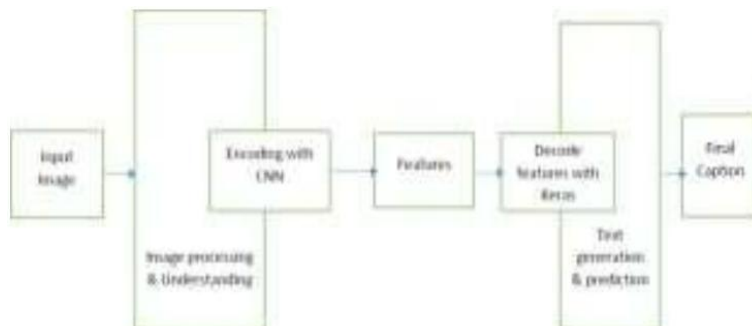 Input
Image
Encoding with
CNN
Image processing
& Understanding
Features
Decode
features with
Keras
Text
generation
& prediction
Final
Caption